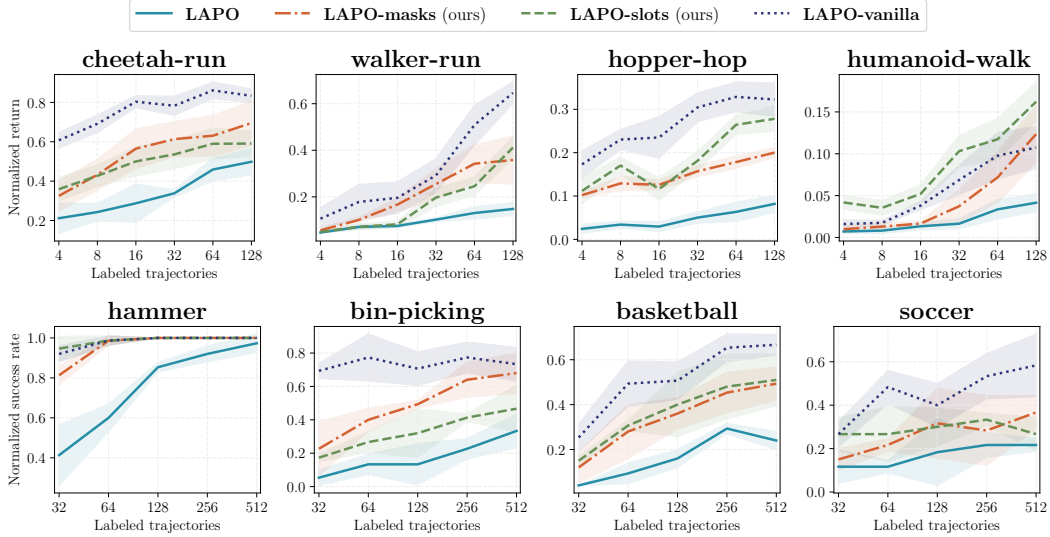 LAPO LAPO-masks (ours) LAPO-slots (ours) LAPO-vanilla
cheetah-run walker-run hopper-hop humanoid-walk
Normalized return
0.8
0.6
0.4
0.2
4 8 16 32 64 128
Labeled trajectories
0.6
0.4
0.2
4 8 16 32 64 128
Labeled trajectories
0.3
0.2
0.1
0.0
4 8 16 32 64 128
Labeled trajectories
0.15
0.10
0.05
0.00
4 8 16 32 64 128
Labeled trajectories
hammer bin-picking basketball soccer
Normalized success rate
1.0
0.8
0.6
0.4
32 64 128 256 512
Labeled trajectories
0.8
0.6
0.4
0.2
0.0
32 64 128 256 512
Labeled trajectories
0.6
0.4
0.2
32 64 128 256 512
Labeled trajectories
0.6
0.4
0.2
0.0
32 64 128 256 512
Labeled trajectories